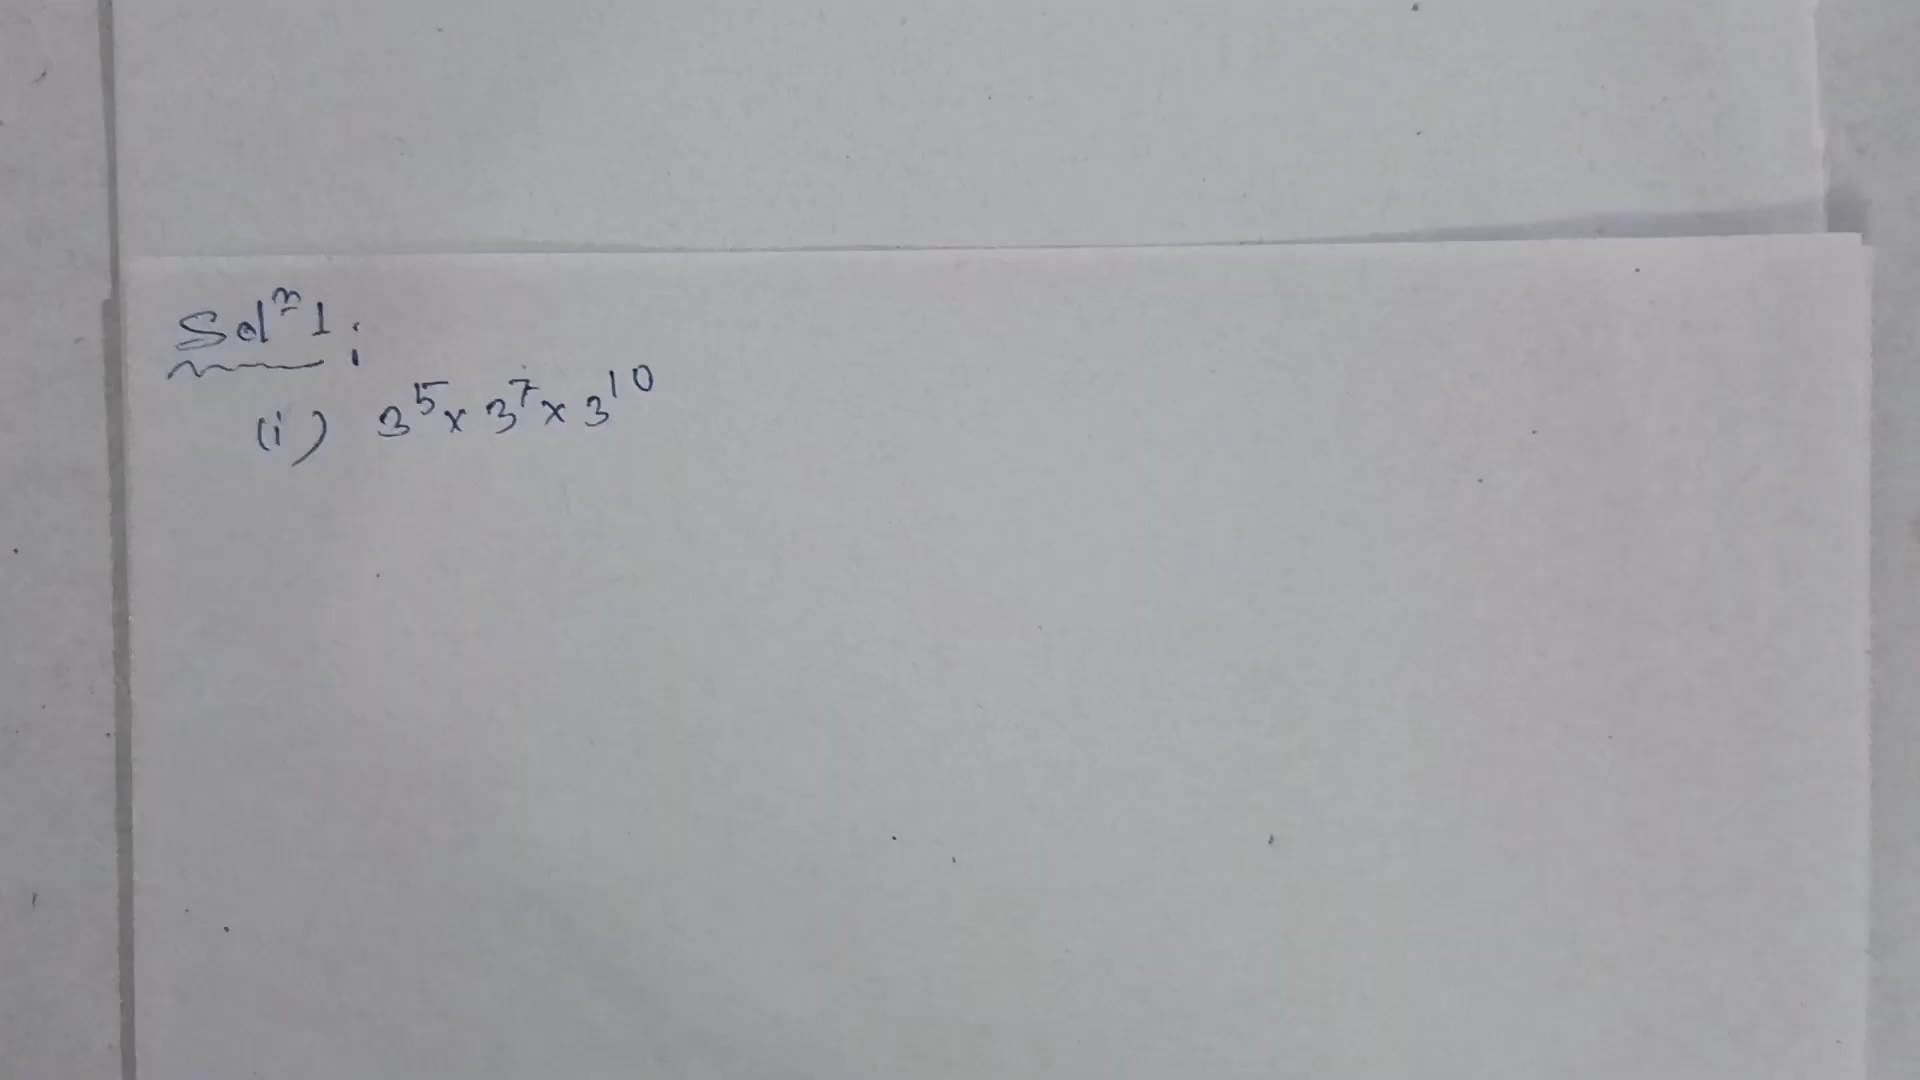 Solⁿ 1:
(i) 3⁵ x 3⁷ x 3¹⁰